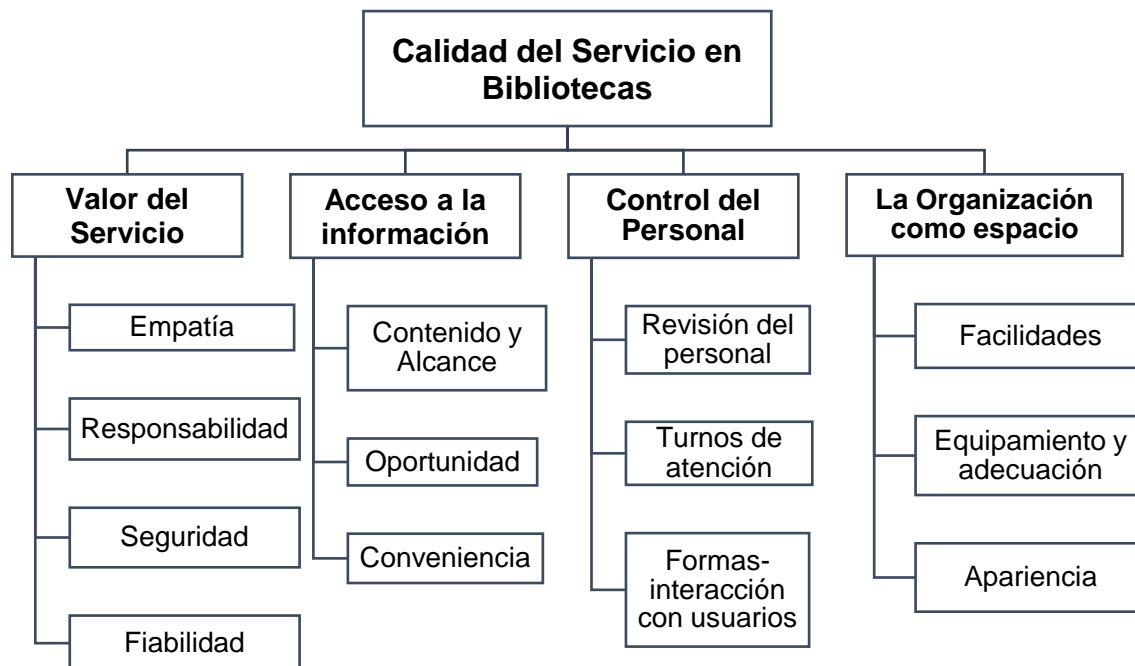 Calidad del Servicio en
Bibliotecas
Valor del
Servicio
Empatía
Responsabilidad
Seguridad
Fiabilidad
Acceso a la
información
Contenido y
Alcance
Oportunidad
Conveniencia
Control del
Personal
Revisión del
personal
Turnos de
atención
Formas-
interacción
con usuarios
La Organización
como espacio
Facilidades
Equipamiento y
adecuación
Apariencia